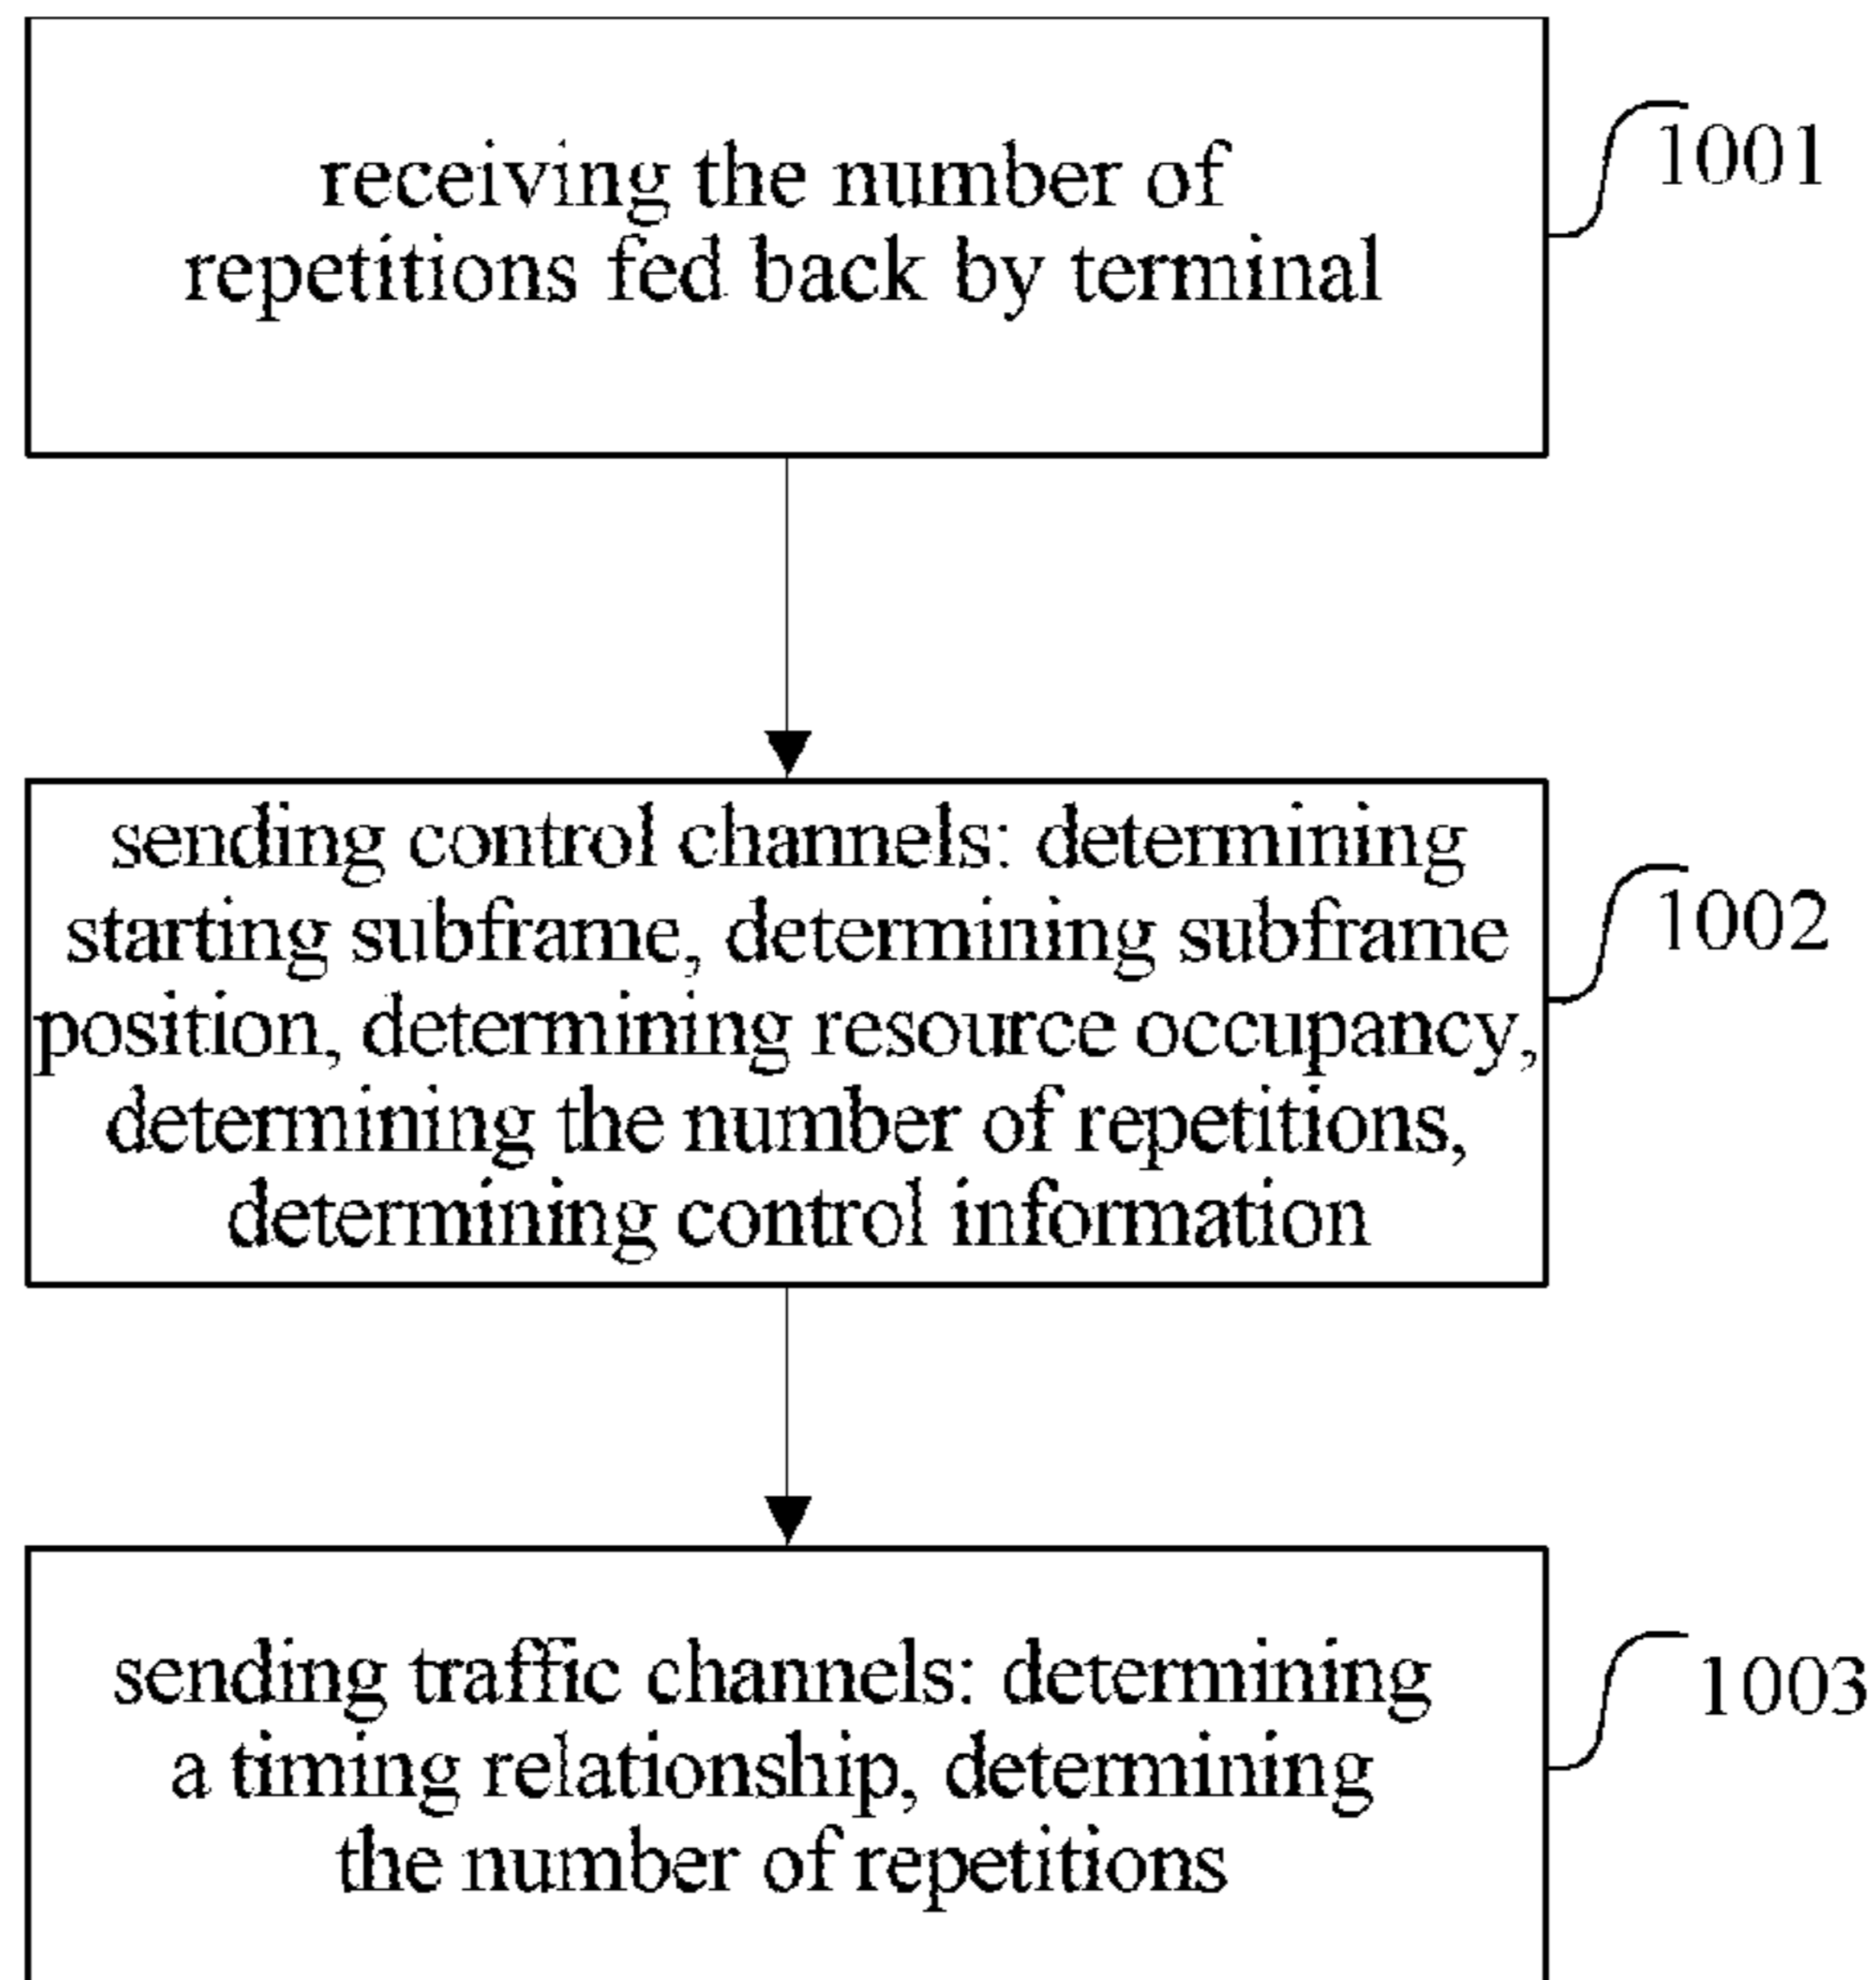 receiving the number of
repetitions fed back by terminal
1001
sending control channels: determining
starting subframe, determining subframe
position, determining resource occupancy,
determining the number of repetitions,
determining control information
1002
sending traffic channels: determining
a timing relationship, determining
the number of repetitions
1003